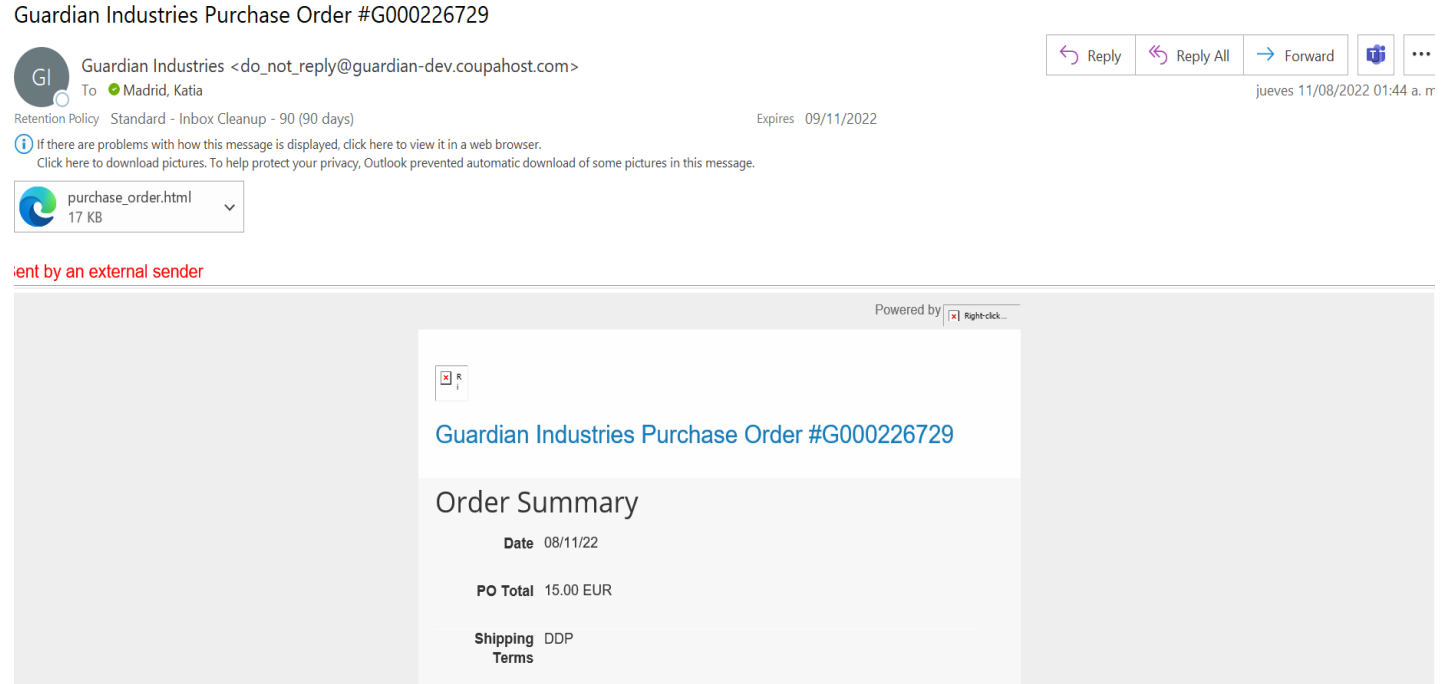 Guardian Industries Purchase Order #G000226729
GI
Guardian Industries <do_not_reply@guardian-dev.coupahost.com>
To Madrid, Katia
Reply
Reply All
Forward
jueves 11/08/2022 01:44 a. m
Retention Policy Standard - Inbox Cleanup - 90 (90 days)
Expires 09/11/2022
If there are problems with how this message is displayed, click here to view it in a web browser.
Click here to download pictures. To help protect your privacy, Outlook prevented automatic download of some pictures in this message.
purchase_order.html
17 KB
ent by an external sender
Powered by
Right-click...
R
i
Guardian Industries Purchase Order #G000226729
Order Summary
Date 08/11/22
PO Total 15.00 EUR
Shipping DDP
Terms